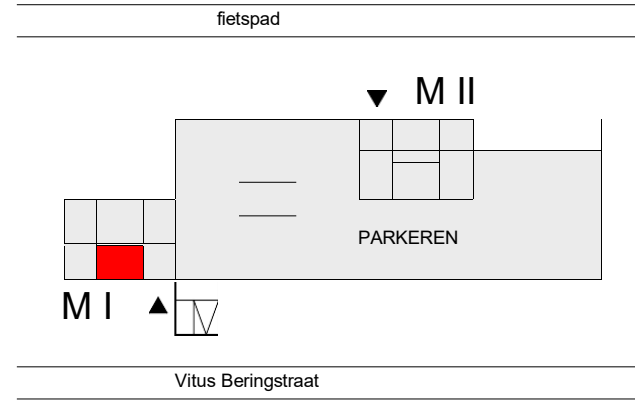 fietspad
M II
PARKEREN
M I
Vitus Beringstraat